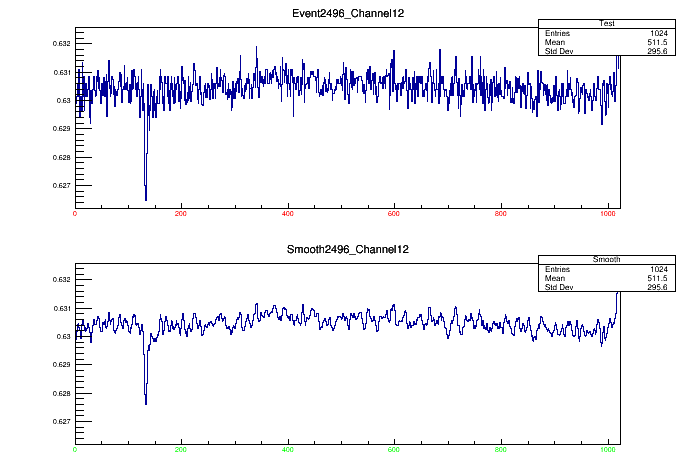 Event2496_Channel12
Test
Entries 1024
Mean 511.5
Std Dev 295.6
0.632
0.631
0.63
0.629
0.628
0.627
0 200 400 600 800 1000
Smooth2496_Channel12
Smooth
Entries 1024
Mean 511.5
Std Dev 295.6
0.632
0.631
0.63
0.629
0.628
0.627
0 200 400 600 800 1000